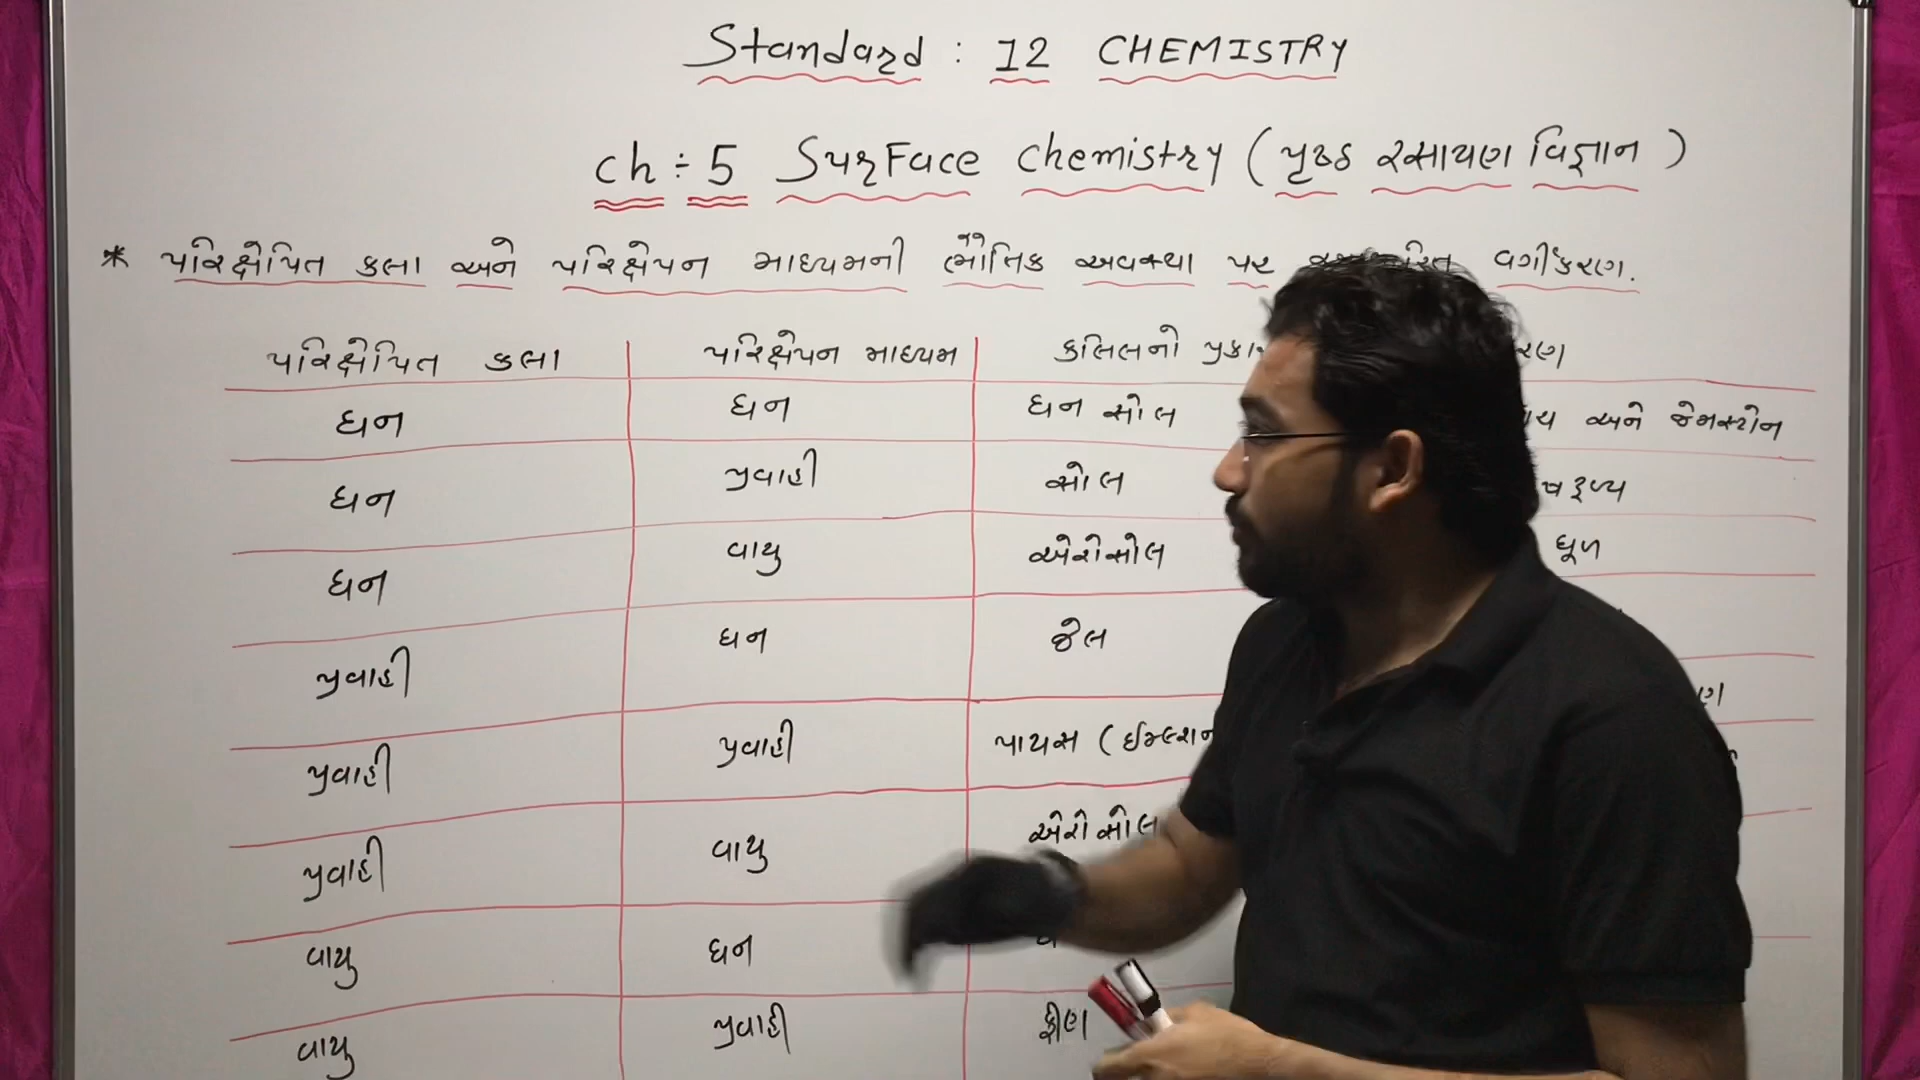 Standard : 12 CHEMISTRY
ch ÷ 5 Surface chemistry ( પૃષ્ઠ રસાયણ વિજ્ઞાન )
* પરિક્ષેપિત કલા અને પરિક્ષેપન માધ્યમની ભૌતિક અવસ્થા પર વર્ગીકરણ.
પરિક્ષેપિત કલા પરિક્ષેપન માધ્યમ કલિલનો
ઘન ઘન ઘન સોલ અને જેમસ્ટોન
ઘન પ્રવાહી સોલ
ઘન વાયુ એરોસોલ ધૂળ
પ્રવાહી ઘન જેલ
પ્રવાહી પ્રવાહી પાયસ ( ઈમલ્શન
પ્રવાહી વાયુ એરોસોલ
વાયુ ઘન
વાયુ પ્રવાહી ફીણ